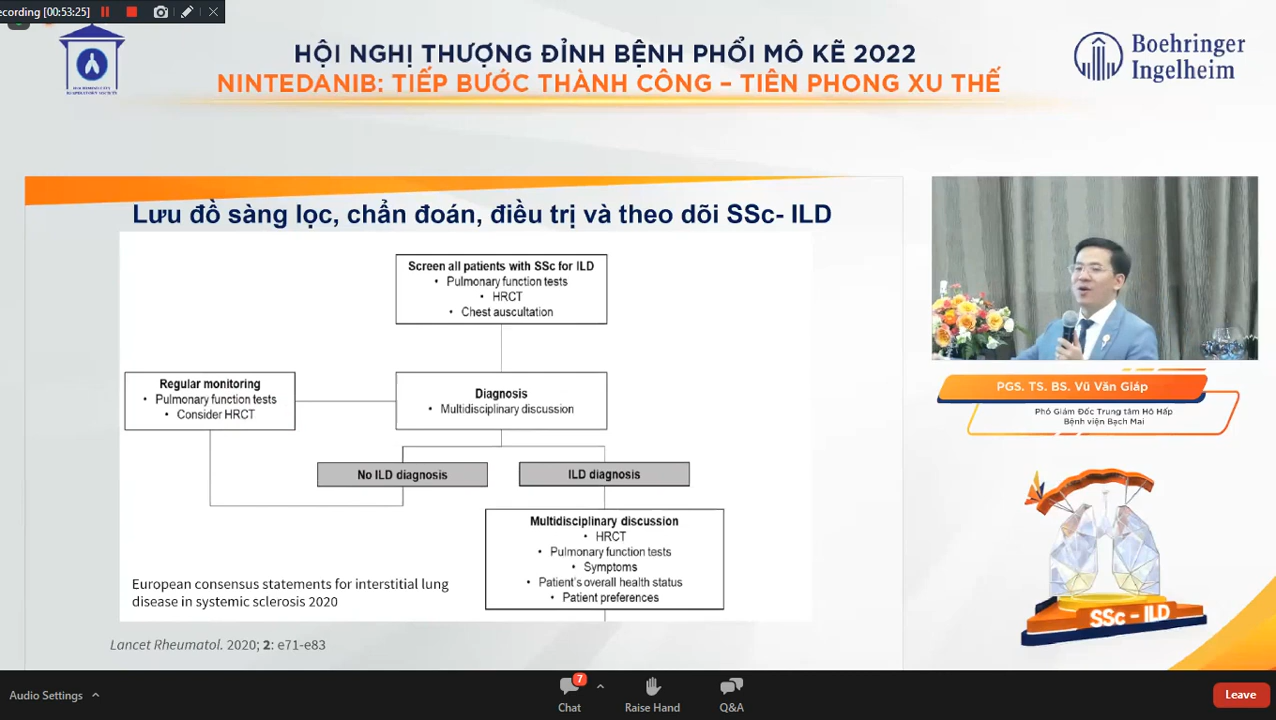 ecording [00:53:25]
HỘI NGHỊ THƯỢNG ĐỈNH BỆNH PHỔI MÔ KẼ 2022
NINTEDANIB: TIẾP BƯỚC THÀNH CÔNG – TIÊN PHONG XU THẾ
Boehringer
Ingelheim
Lưu đồ sàng lọc, chẩn đoán, điều trị và theo dõi SSc- ILD
Screen all patients with SSc for ILD
• Pulmonary function tests
• HRCT
• Chest auscultation
Regular monitoring
• Pulmonary function tests
• Consider HRCT
Diagnosis
• Multidisciplinary discussion
No ILD diagnosis
ILD diagnosis
Multidisciplinary discussion
• HRCT
• Pulmonary function tests
• Symptoms
• Patient's overall health status
• Patient preferences
European consensus statements for interstitial lung
disease in systemic sclerosis 2020
Lancet Rheumatol. 2020; 2: e71-e83
PGS. TS. BS. Vũ Văn Giáp
Phó Giám Đốc Trung tâm Hô Hấp
Bệnh viện Bạch Mai
SSc - ILD
Audio Settings
7
Chat
Raise Hand
Q&A
Leave